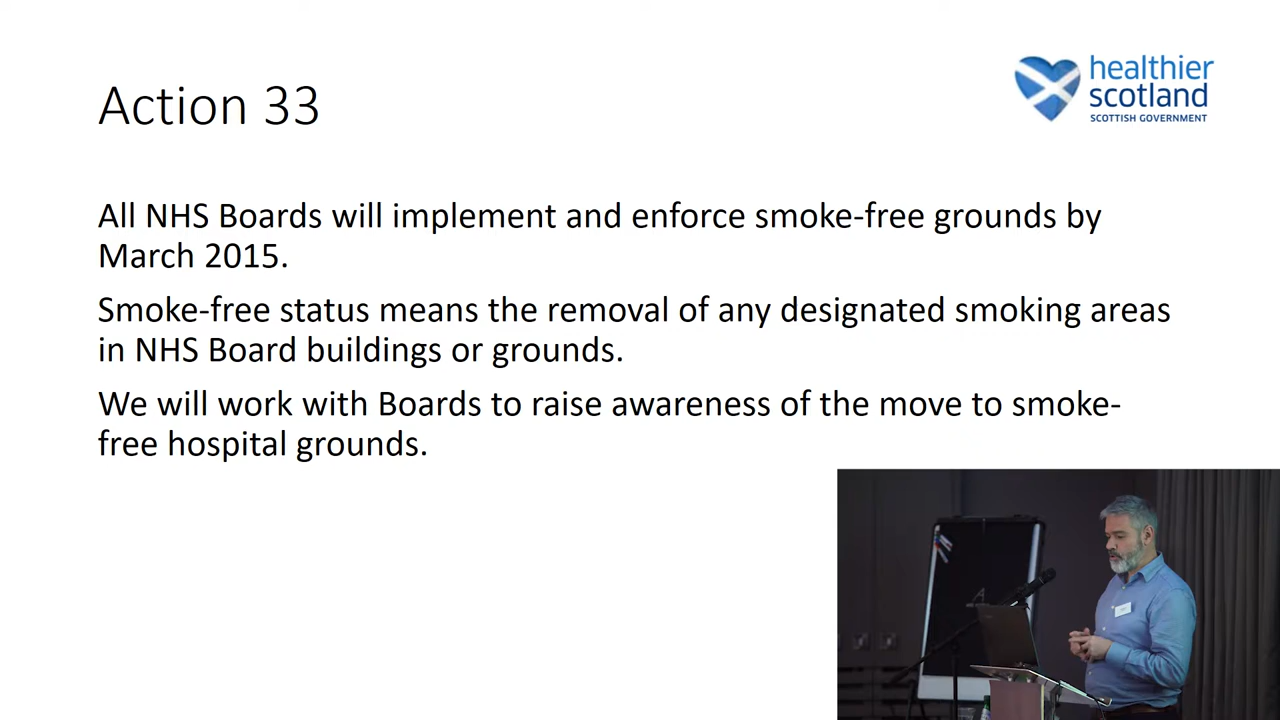 Action 33
healthier
scotland
SCOTTISH GOVERNMENT
All NHS Boards will implement and enforce smoke-free grounds by
March 2015.
Smoke-free status means the removal of any designated smoking areas
in NHS Board buildings or grounds.
We will work with Boards to raise awareness of the move to smoke-
free hospital grounds.